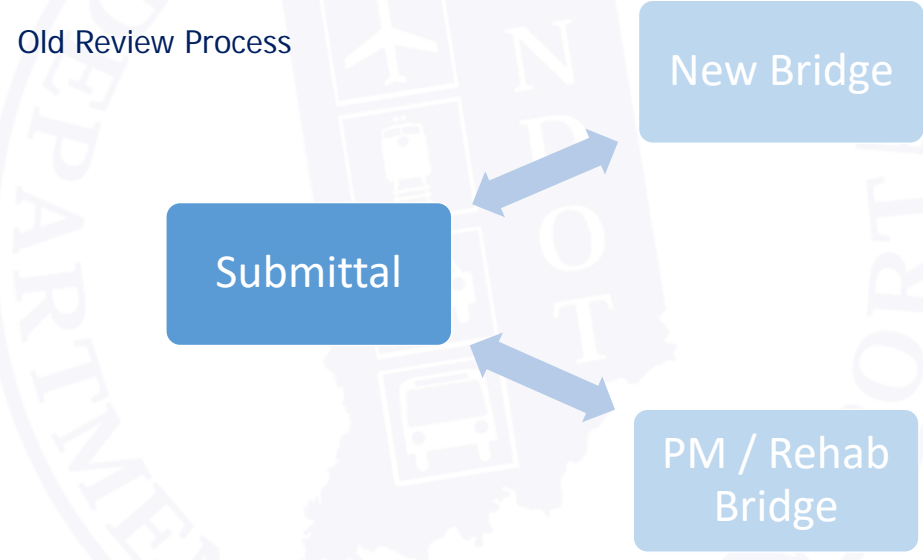 Old Review Process
New Bridge
Submittal
PM / Rehab
Bridge